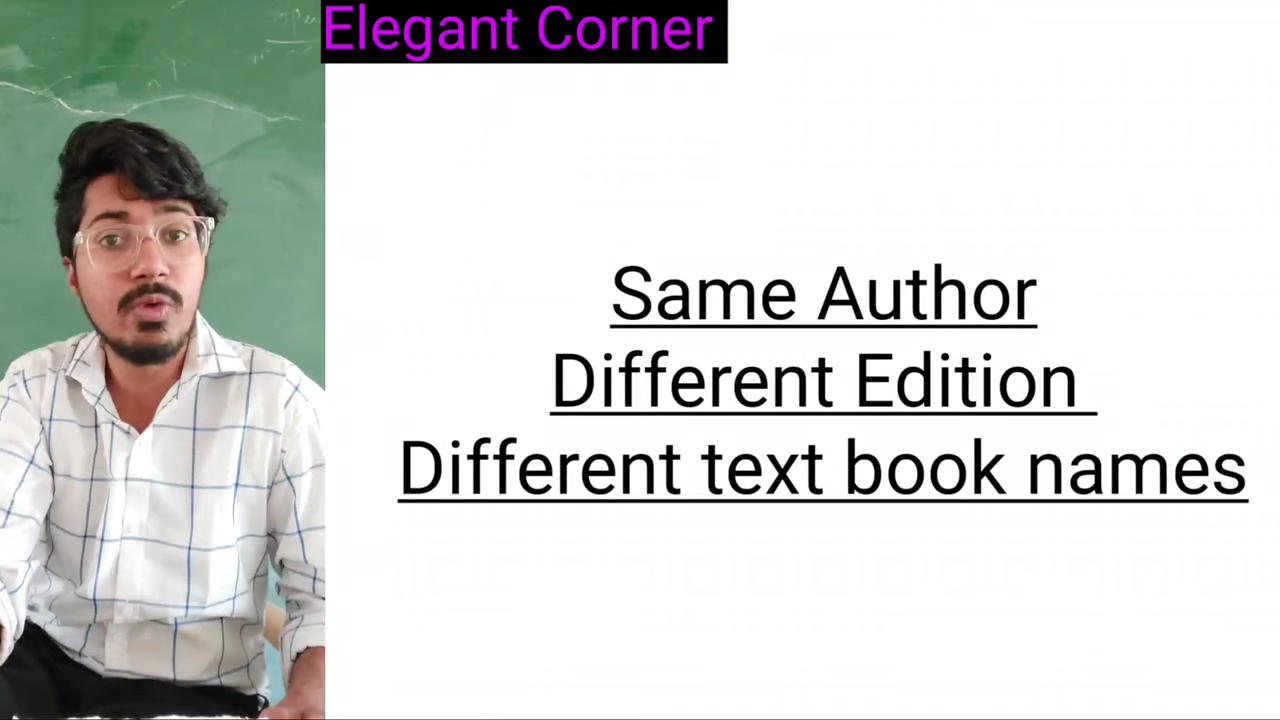 Elegant Corner
Same Author
Different Edition
Different text book names